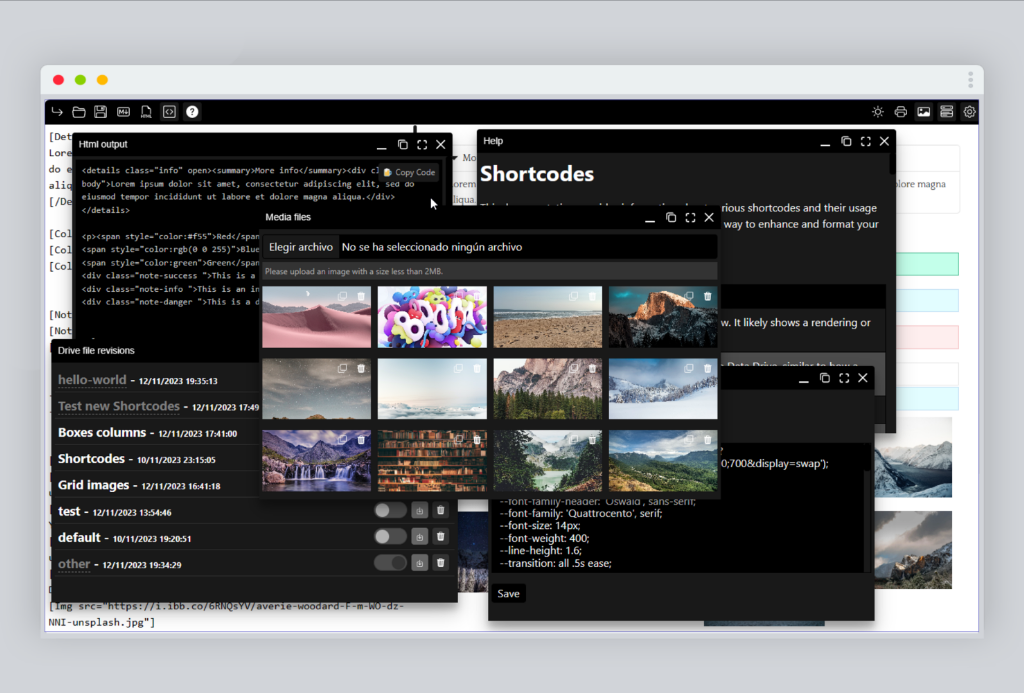 M↓
HTML
?
[Det
Lore
do e
aliq
[/De
[Col
[Col
[Col
[Not
[Not
Html output
<details class="info" open><summary>More info</summary><div cl
body">Lorem ipsum dolor sit amet, consectetur adipiscing elit, sed do
eiusmod tempor incididunt ut labore et dolore magna aliqua.</div>
</details>
Copy Code
<p><span style="color:#f55">Red</span
<span style="color:rgb(0 0 255)">Blue
<span style="color:green">Green</span
<div class="note-success ">This is a
<div class="note-info ">This is an in
<div class="note-danger ">This is a d
Mo
orem
liqua
olore magna
Help
Shortcodes
rious shortcodes and their usage
way to enhance and format your
w. It likely shows a rendering or
Media files
Elegir archivo No se ha seleccionado ningún archivo
Please upload an image with a size less than 2MB.
Drive file revisions
hello-world - 12/11/2023 19:35:13
Test new Shortcodes - 12/11/2023 17:49
Boxes columns - 12/11/2023 17:41:00
Shortcodes - 10/11/2023 23:15:05
Grid images - 12/11/2023 16:41:18
test - 12/11/2023 13:54:46
default - 10/11/2023 19:20:51
other - 12/11/2023 19:34:29
0;700&display=swap');
--font-family-header: 'Oswald', sans-serif;
--font-family: 'Quattrocento', serif;
--font-size: 14px;
--font-weight: 400;
--line-height: 1.6;
--transition: all .5s ease;
Save
[Img src="https://i.ibb.co/6RNQsYV/averie-woodard-F-m-WO-dz-
NNI-unsplash.jpg"]